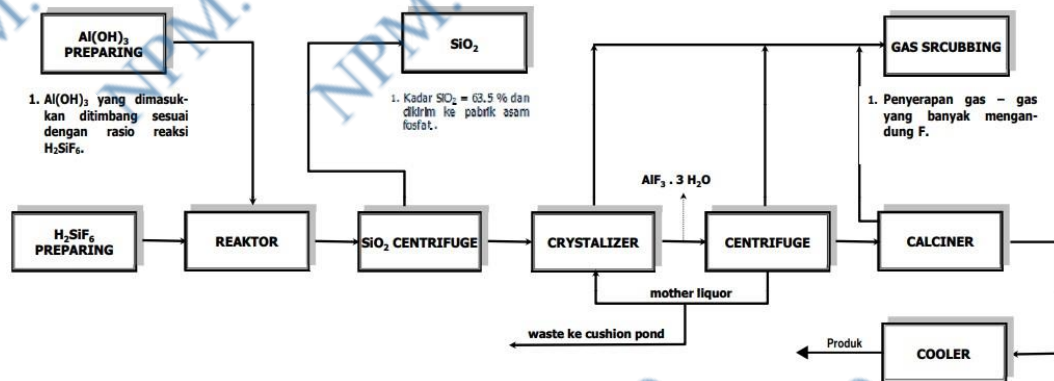 NPM.
NPM.
NPM.
Al(OH)₃
PREPARING
SiO₂
GAS SRCUBBING
1. Al(OH)₃ yang dimasuk-
kan ditimbang sesuai
dengan rasio reaksi
H₂SiF₆.
1. Kadar SiO₂ = 63.5 % dan
dikirim ke pabrik asam
fosfat.
1. Penyerapan gas – gas
yang banyak mengan-
dung F.
AlF₃ . 3 H₂O
H₂SiF₆
PREPARING
REAKTOR
SiO₂ CENTRIFUGE
CRYSTALIZER
CENTRIFUGE
CALCINER
mother liquor
waste ke cushion pond
Produk
COOLER